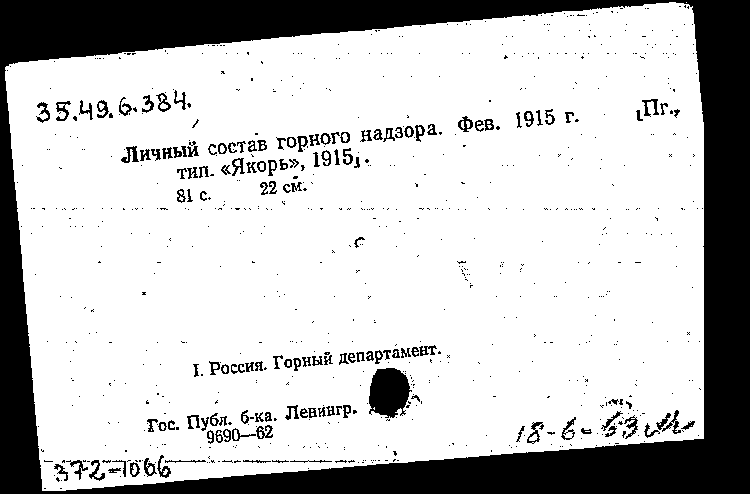 35.49.6.384.
Личный состав горного надзора. Фев. 1915 г. [Пг.,
тип. «Якорь», 1915].
81 с. 22 см.
I. Россия. Горный департамент.
Гос. Публ. б-ка. Ленингр.
9690—62
18-6-63
372-1066